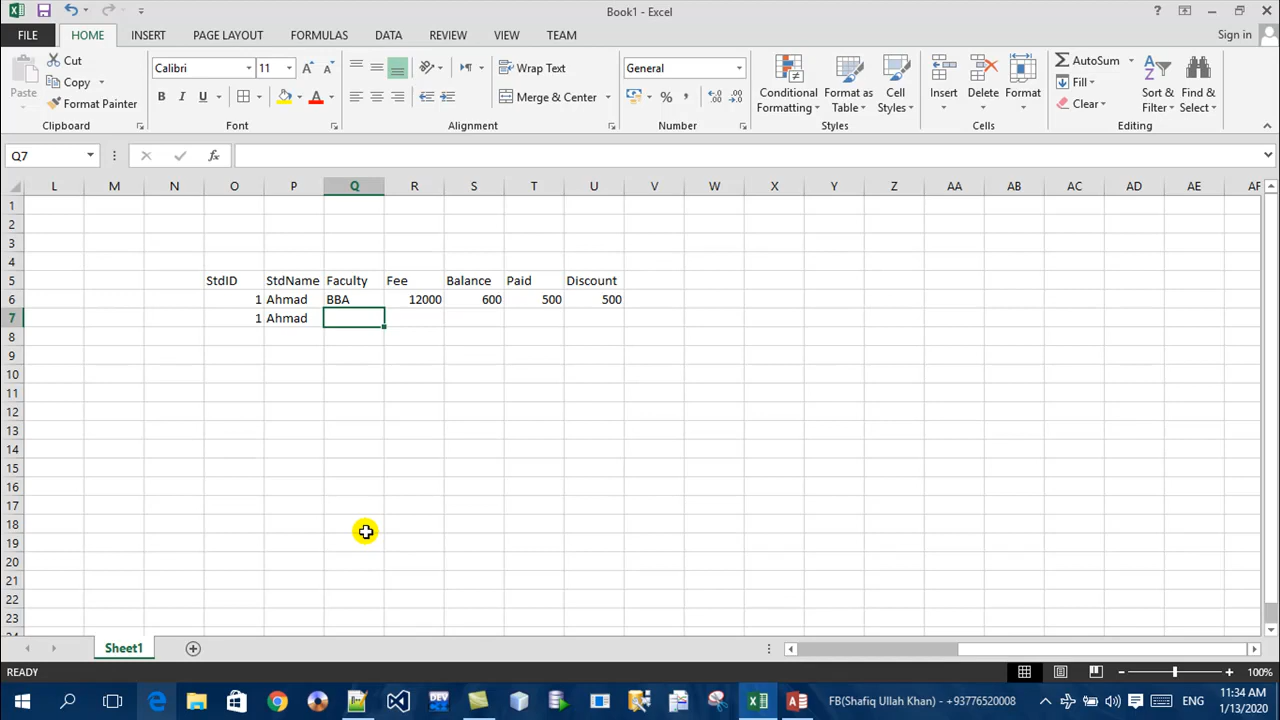 Book1 - Excel
?
FILE HOME INSERT PAGE LAYOUT FORMULAS DATA REVIEW VIEW TEAM Sign in
Paste Cut Copy Format Painter
Calibri 11
B I U A
Wrap Text
Merge & Center
General
% ,
Conditional Formatting Format as Table Cell Styles
Insert Delete Format
AutoSum
Fill
Clear
Sort & Filter Find & Select
Clipboard Font Alignment Number Styles Cells Editing
Q7 fx
L M N O P Q R S T U V W X Y Z AA AB AC AD AE AF
1
2
3
4
5 StdID StdName Faculty Fee Balance Paid Discount
6 1 Ahmad BBA 12000 600 500 500
7 1 Ahmad
8
9
10
11
12
13
14
15
16
17
18
19
20
21
22
23
24
Sheet1
READY 100%
DEV FB(Shafiq Ullah Khan) - +93776520008 ENG 11:34 AM
1/13/2020